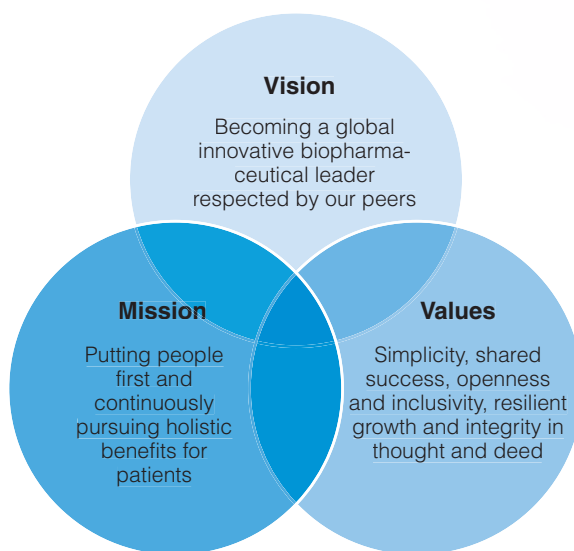 Vision
Becoming a global
innovative biopharma-
ceutical leader
respected by our peers
Mission
Putting people
first and
continuously
pursuing holistic
benefits for
patients
Values
Simplicity, shared
success, openness
and inclusivity, resilient
growth and integrity in
thought and deed